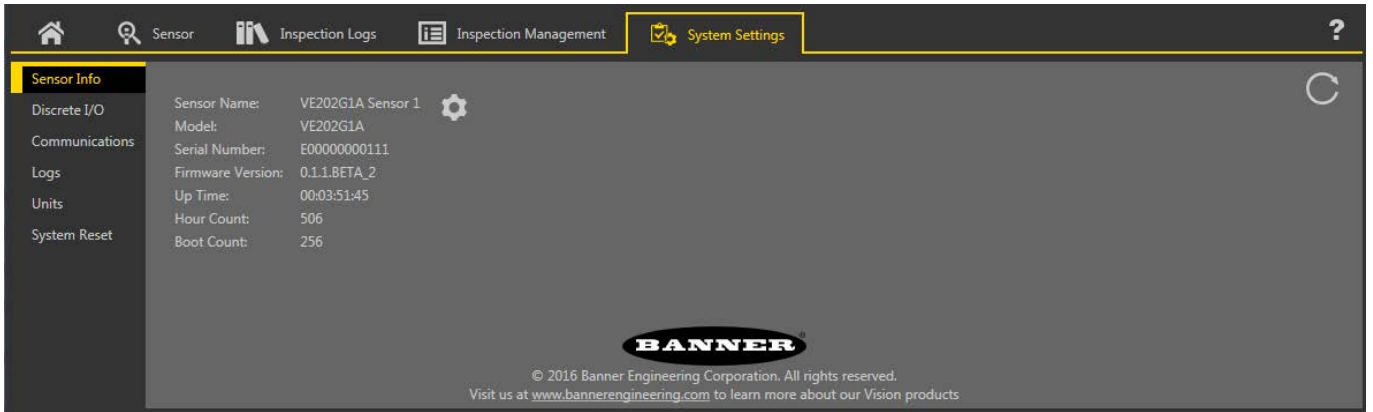 Sensor
Inspection Logs
Inspection Management
System Settings
?
Sensor Info
Discrete I/O
Communications
Logs
Units
System Reset
Sensor Name: VE202G1A Sensor 1
Model: VE202G1A
Serial Number: E00000000111
Firmware Version: 0.1.1.BETA_2
Up Time: 00:03:51:45
Hour Count: 506
Boot Count: 256
BANNER®
© 2016 Banner Engineering Corporation. All rights reserved.
Visit us at www.bannerengineering.com to learn more about our Vision products